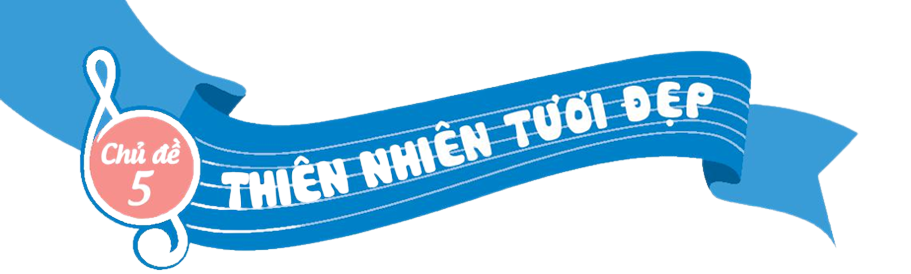 Chủ đề
5
THIÊN NHIÊN TƯƠI ĐẸP